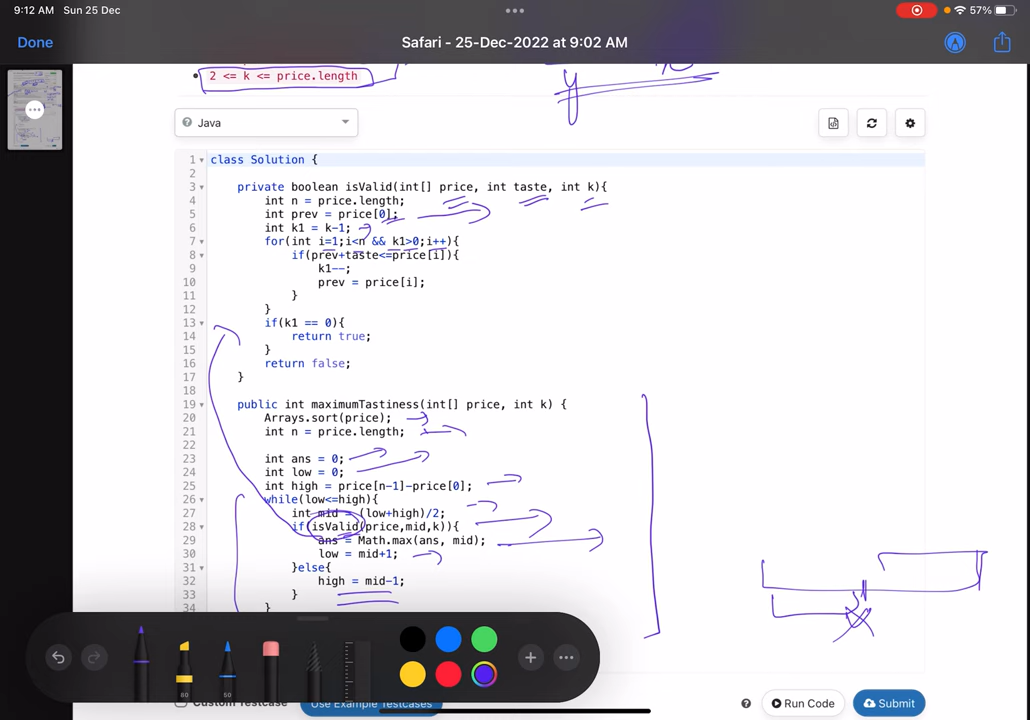 9:12 AM Sun 25 Dec
57%
Done
Safari - 25-Dec-2022 at 9:02 AM
2 <= k <= price.length
y
Java
1 class Solution {
2
3 private boolean isValid(int[] price, int taste, int k){
4 int n = price.length;
5 int prev = price[0];
6 int k1 = k-1;
7 for(int i=1;i<n && k1>0;i++){
8 if(prev+taste<=price[i]){
9 k1--;
10 prev = price[i];
11 }
12 }
13 if(k1 == 0){
14 return true;
15 }
16 return false;
17 }
18
19 public int maximumTastiness(int[] price, int k) {
20 Arrays.sort(price);
21 int n = price.length;
22
23 int ans = 0;
24 int low = 0;
25 int high = price[n-1]-price[0];
26 while(low<=high){
27 int mid = (low+high)/2;
28 if(isValid(price,mid,k)){
29 ans = Math.max(ans, mid);
30 low = mid+1;
31 }else{
32 high = mid-1;
33 }
34 }
80
50
Custom Testcase
Use Example Testcases
Run Code
Submit